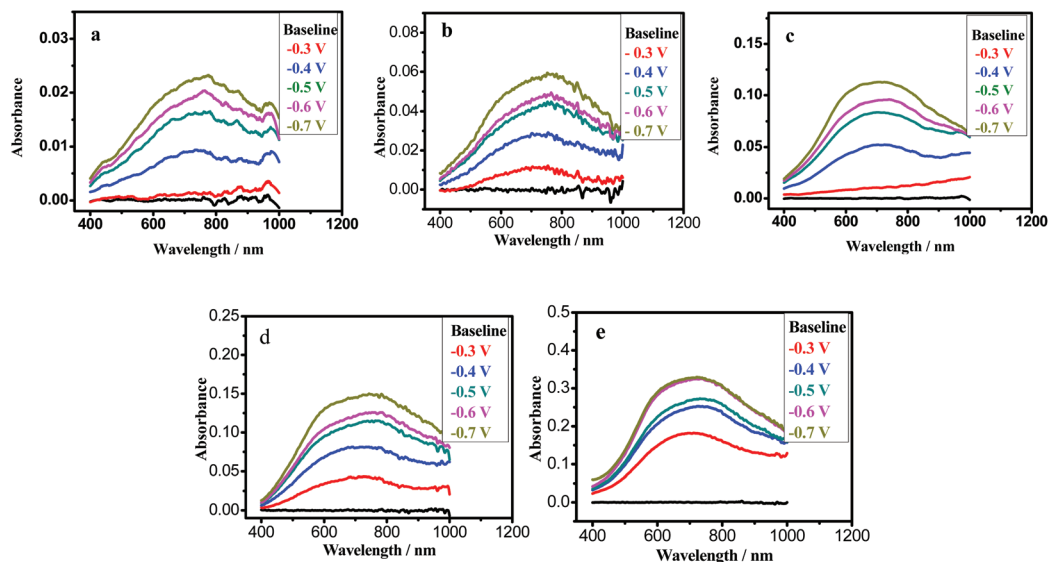 a
Absorbance
0.03
0.02
0.01
0.00
400 600 800 1000 1200
Wavelength / nm
Baseline
-0.3 V
-0.4 V
-0.5 V
-0.6 V
-0.7 V
b
Absorbance
0.08
0.06
0.04
0.02
0.00
400 600 800 1000 1200
Wavelength / nm
Baseline
- 0.3 V
- 0.4 V
- 0.5 V
- 0.6 V
- 0.7 V
c
Absorbance
0.15
0.10
0.05
0.00
400 600 800 1000 1200
Wavelength / nm
Baseline
-0.3 V
-0.4 V
-0.5 V
-0.6 V
-0.7 V
d
Absorbance
0.25
0.20
0.15
0.10
0.05
0.00
400 600 800 1000 1200
Wavelength / nm
Baseline
-0.3 V
-0.4 V
-0.5 V
-0.6 V
-0.7 V
e
Absorbance
0.5
0.4
0.3
0.2
0.1
0.0
400 600 800 1000 1200
Wavelength / nm
Baseline
-0.3 V
-0.4 V
-0.5 V
-0.6 V
-0.7 V